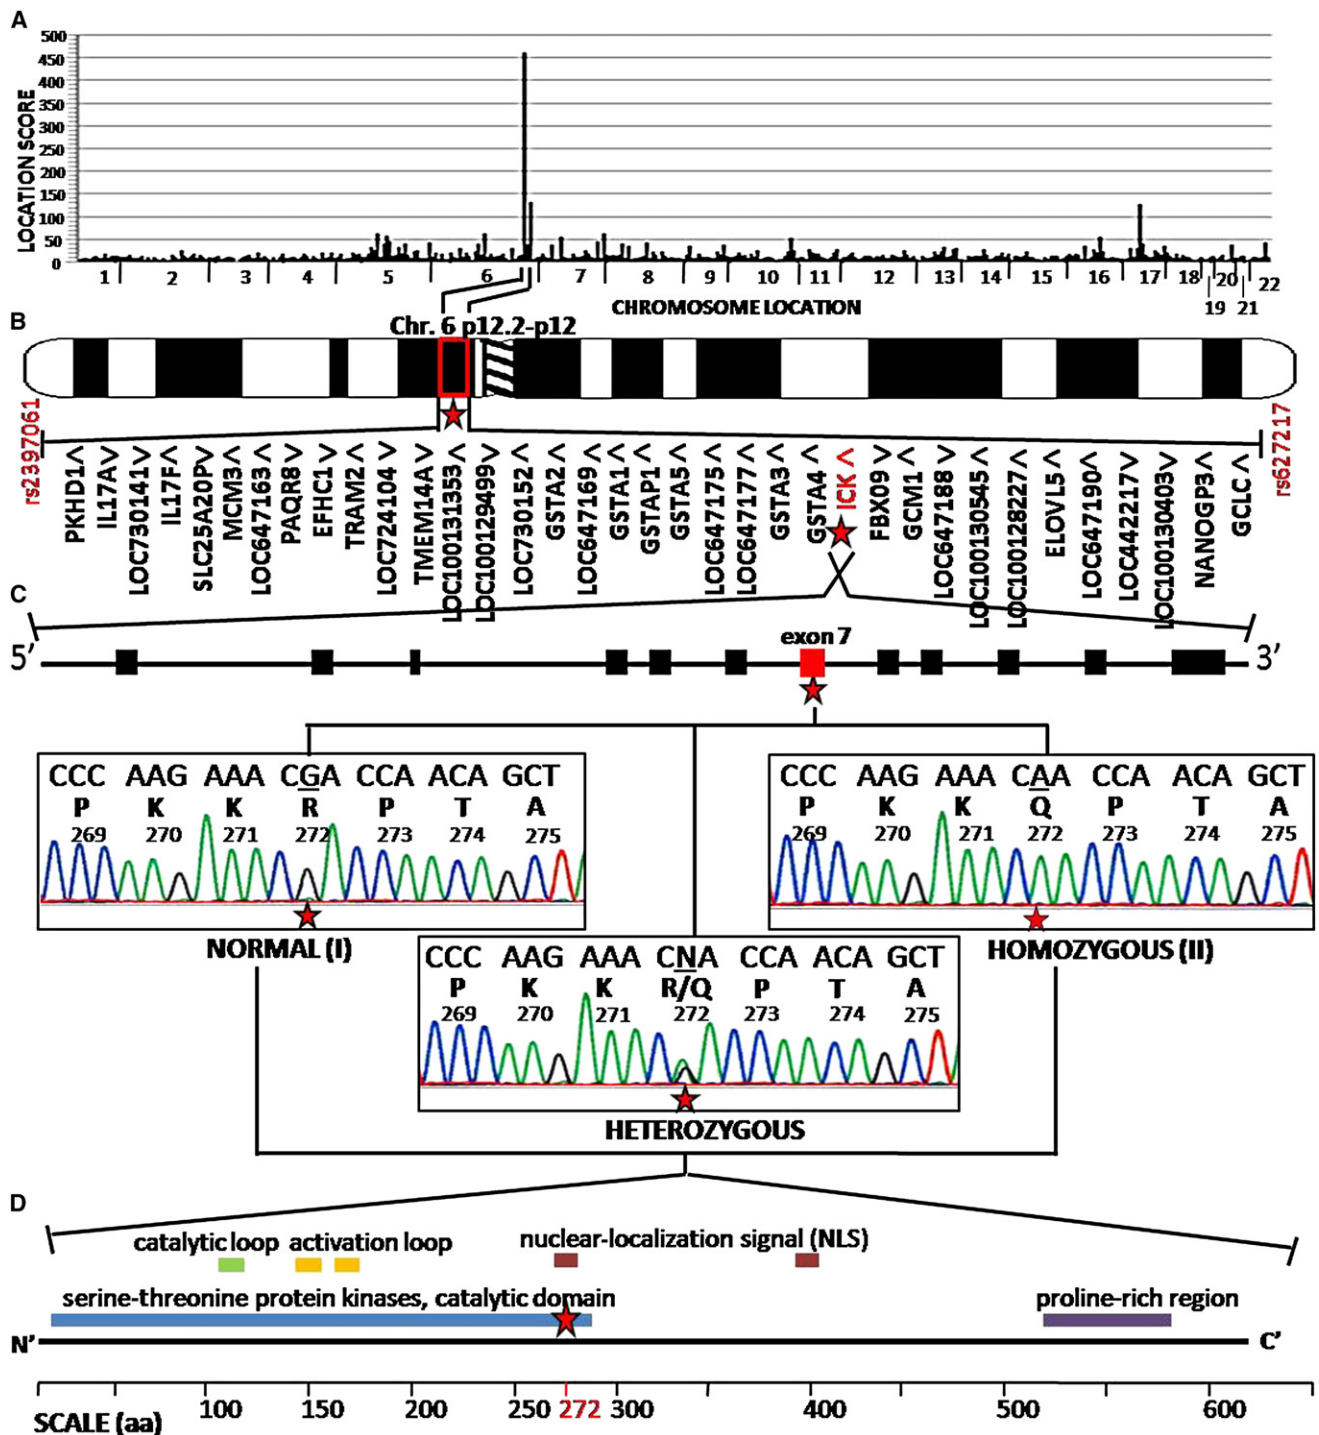 A
LOCATION SCORE
500
450
400
350
300
250
200
150
100
50
0
1 2 3 4 5 6 7 8 9 10 11 12 13 14 15 16 17 18 19 20 21 22
CHROMOSOME LOCATION
B
Chr. 6 p12.2-p12
rs2397061
rs627217
PKHD1 <
IL17A >
LOC730141 >
IL17F <
SLC25A20P >
MCM3 <
LOC647163 <
PAQR8 >
EFHC1 >
TRAM2 <
LOC724104 >
TMEM14A >
LOC100131353 <
LOC100129499 >
LOC730152 <
GSTA2 <
LOC647169 <
GSTA1 <
GSTAP1 <
GSTA5 <
LOC647175 <
LOC647177 <
GSTA3 <
GSTA4 <
ICK <
FBX09 >
GCM1 <
LOC647188 >
LOC100130545 <
LOC100128227 <
ELOVL5 <
LOC647190 <
LOC442217 >
LOC100130403 >
NANOGP3 <
GCLC <
C
5′
exon 7
3′
CCC AAG AAA CGA CCA ACA GCT
P K K R P T A
269 270 271 272 273 274 275
NORMAL (I)
CCC AAG AAA CAA CCA ACA GCT
P K K Q P T A
269 270 271 272 273 274 275
HOMOZYGOUS (II)
CCC AAG AAA CNA CCA ACA GCT
P K K R/Q P T A
269 270 271 272 273 274 275
HETEROZYGOUS
D
catalytic loop activation loop nuclear-localization signal (NLS)
serine-threonine protein kinases, catalytic domain proline-rich region
N′ C′
SCALE (aa) 100 150 200 250 272 300 400 500 600